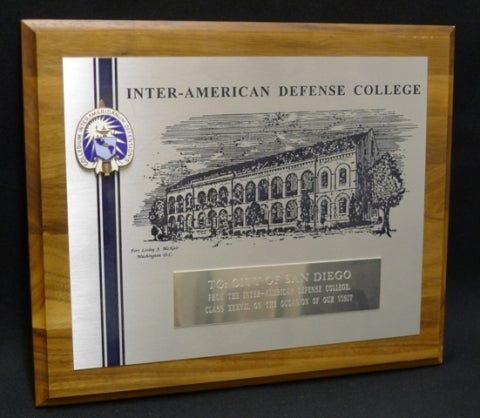 INTER-AMERICAN DEFENSE COLLEGE
Fort Lesley J. McNair
Washington D.C.
TO: CITY OF SAN DIEGO
FROM THE INTER-AMERICAN DEFENSE COLLEGE,
CLASS XXXVII, ON THE OCCASION OF OUR VISIT